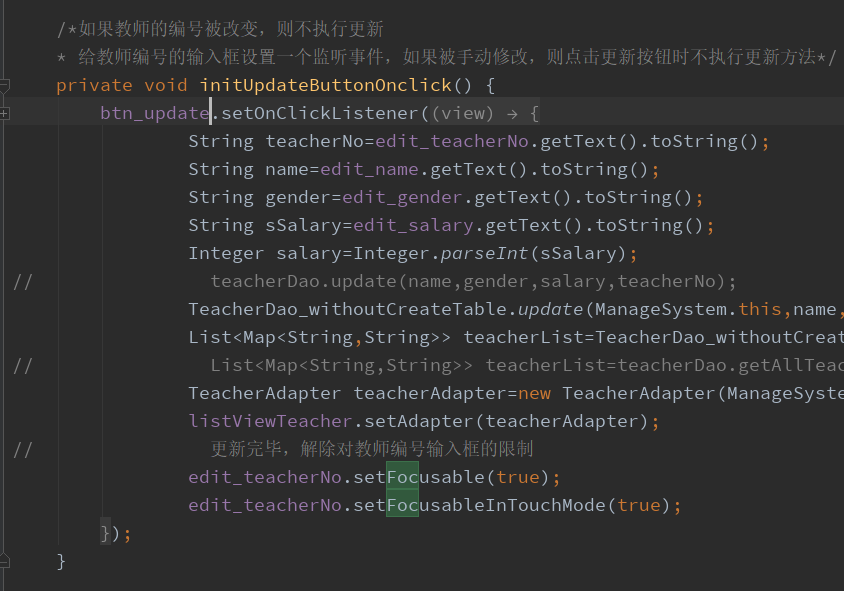 /*如果教师的编号被改变，则不执行更新
* 给教师编号的输入框设置一个监听事件，如果被手动修改，则点击更新按钮时不执行更新方法*/
private void initUpdateButtonOnclick() {
btn_update.setOnClickListener((view) → {
String teacherNo=edit_teacherNo.getText().toString();
String name=edit_name.getText().toString();
String gender=edit_gender.getText().toString();
String sSalary=edit_salary.getText().toString();
Integer salary=Integer.parseInt(sSalary);
// teacherDao.update(name,gender,salary,teacherNo);
TeacherDao_withoutCreateTable.update(ManageSystem.this,name,
List<Map<String,String>> teacherList=TeacherDao_withoutCreat
// List<Map<String,String>> teacherList=teacherDao.getAllTeac
TeacherAdapter teacherAdapter=new TeacherAdapter(ManageSyste
listViewTeacher.setAdapter(teacherAdapter);
// 更新完毕，解除对教师编号输入框的限制
edit_teacherNo.setFocusable(true);
edit_teacherNo.setFocusableInTouchMode(true);
});
}